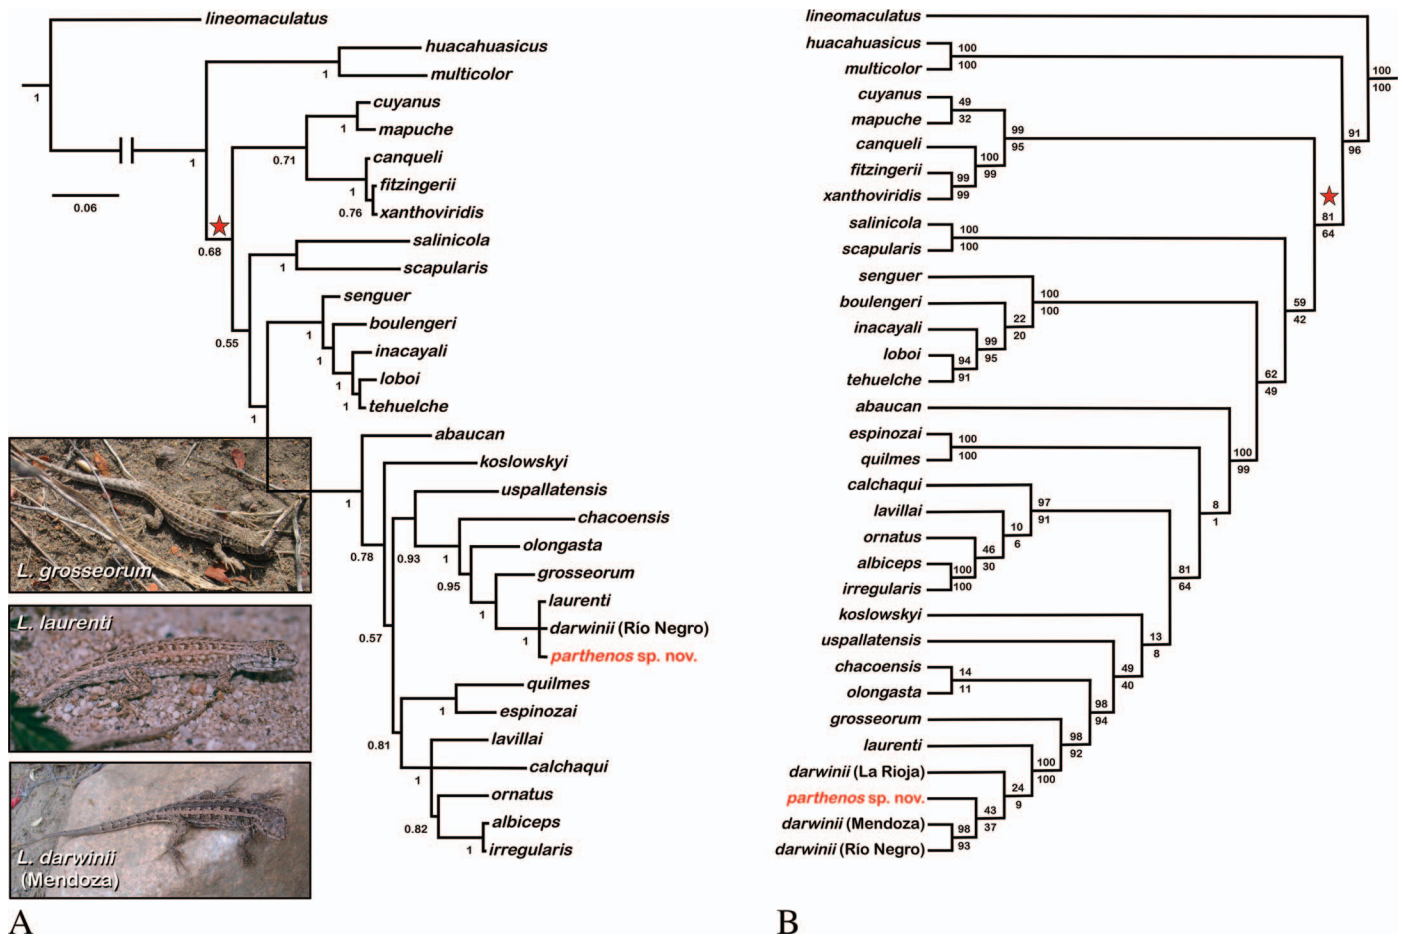 lineomaculatus
huacahuasicus
multicolor
1
1
cuyanus
mapuche
1
canqueli
0.71
1
fitzingerii
1
0.06
0.76
xanthoviridis
salinicola
0.68
1
scapularis
senguer
boulengeri
1
0.55
inacayali
1
1
loboi
1
tehuelche
1
abaucan
koslowskyi
uspallatensis
1
chacoensis
olongasta
0.78
0.93
1
grosseorum
0.95
laurenti
1
darwinii (Río Negro)
0.57
1
parthenos sp. nov.
quilmes
1
espinozai
lavillai
0.81
calchaqui
1
ornatus
albiceps
0.82
1
irregularis
L. grosseorum
L. laurenti
L. darwinii
(Mendoza)
A
lineomaculatus
huacahuasicus
100
multicolor
100
100
100
cuyanus
49
mapuche
32
99
95
91
96
canqueli
100
99
fitzingerii
99
xanthoviridis
99
81
64
salinicola
100
scapularis
100
senguer
100
100
59
42
boulengeri
22
20
inacayali
99
95
loboi
94
tehuelche
91
62
49
abaucan
espinozai
100
quilmes
100
100
99
calchaqui
97
91
8
1
lavillai
10
6
ornatus
46
30
albiceps
100
irregularis
100
81
64
koslowskyi
13
8
uspallatensis
49
40
chacoensis
14
olongasta
11
98
94
grosseorum
98
92
laurenti
100
100
darwinii (La Rioja)
24
9
parthenos sp. nov.
43
37
darwinii (Mendoza)
98
darwinii (Río Negro)
93
B